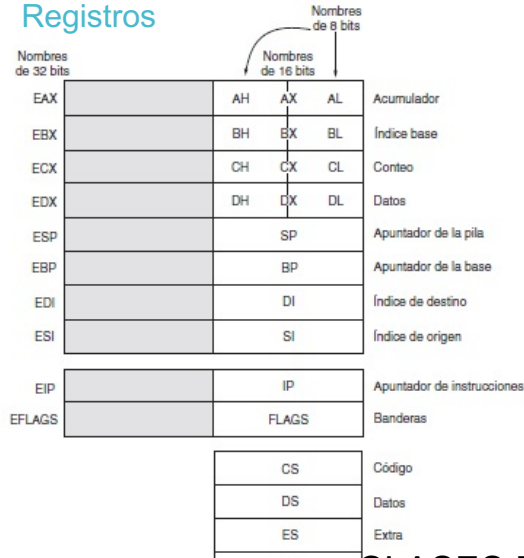 Registros
Nombres
de 8 bits
Nombres
de 32 bits
Nombres
de 16 bits
EAX AH AX AL Acumulador
EBX BH BX BL Índice base
ECX CH CX CL Conteo
EDX DH DX DL Datos
ESP SP Apuntador de la pila
EBP BP Apuntador de la base
EDI DI Índice de destino
ESI SI Índice de origen
EIP IP Apuntador de instrucciones
EFLAGS FLAGS Banderas
CS Código
DS Datos
ES Extra